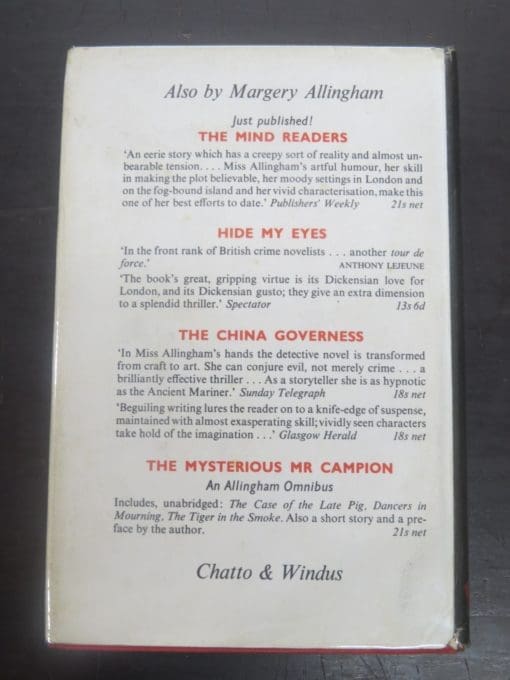 Also by Margery Allingham
Just published!
THE MIND READERS
'An eerie story which has a creepy sort of reality and almost un-
bearable tension. . . . Miss Allingham's artful humour, her skill
in making the plot believable, her moody settings in London and
on the fog-bound island and her vivid characterisation, make this
one of her best efforts to date.' Publishers' Weekly 21s net
HIDE MY EYES
'In the front rank of British crime novelists . . . another tour de
force.' ANTHONY LEJEUNE
'The book's great, gripping virtue is its Dickensian love for
London, and its Dickensian gusto; they give an extra dimension
to a splendid thriller.' Spectator 13s 6d
THE CHINA GOVERNESS
'In Miss Allingham's hands the detective novel is transformed
from craft to art. She can conjure evil, not merely crime . . . a
brilliantly effective thriller . . . As a storyteller she is as hypnotic
as the Ancient Mariner.' Sunday Telegraph 18s net
'Beguiling writing lures the reader on to a knife-edge of suspense,
maintained with almost exasperating skill; vividly seen characters
take hold of the imagination . . .' Glasgow Herald 18s net
THE MYSTERIOUS MR CAMPION
An Allingham Omnibus
Includes, unabridged: The Case of the Late Pig, Dancers in
Mourning, The Tiger in the Smoke. Also a short story and a pre-
face by the author. 21s net
Chatto & Windus